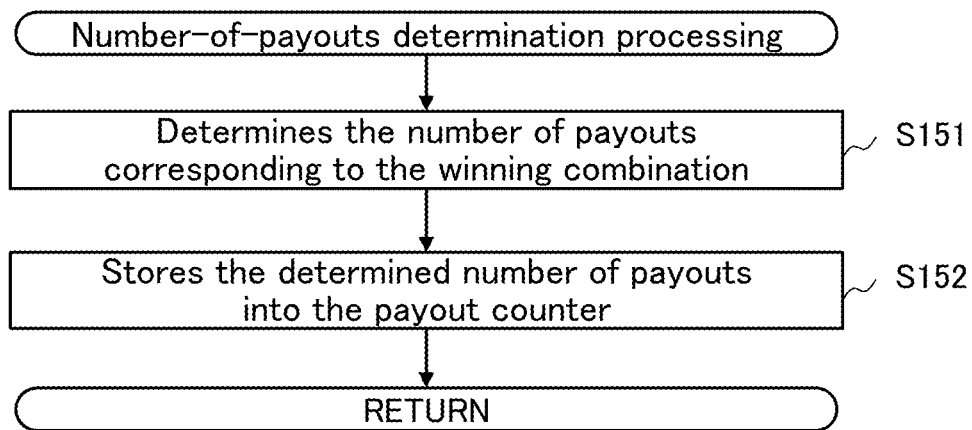 Number-of-payouts determination processing
Determines the number of payouts
corresponding to the winning combination
S151
Stores the determined number of payouts
into the payout counter
S152
RETURN